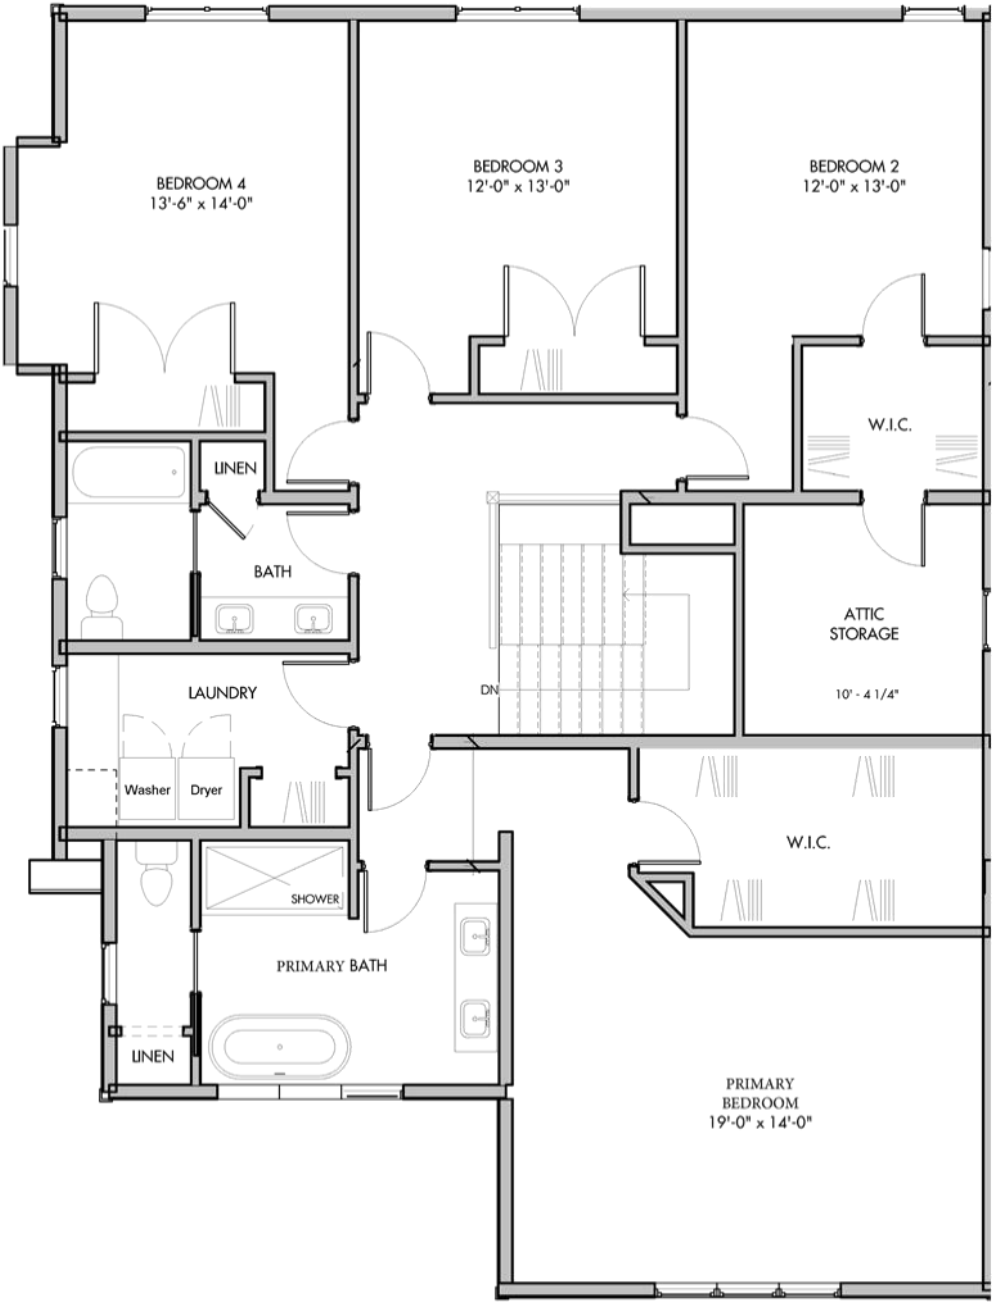 BEDROOM 4
13'-6" x 14'-0"
BEDROOM 3
12'-0" x 13'-0"
BEDROOM 2
12'-0" x 13'-0"
W.I.C.
LINEN
BATH
ATTIC
STORAGE
10' - 4 1/4"
DN
LAUNDRY
Washer
Dryer
W.I.C.
SHOWER
PRIMARY BATH
LINEN
PRIMARY
BEDROOM
19'-0" x 14'-0"